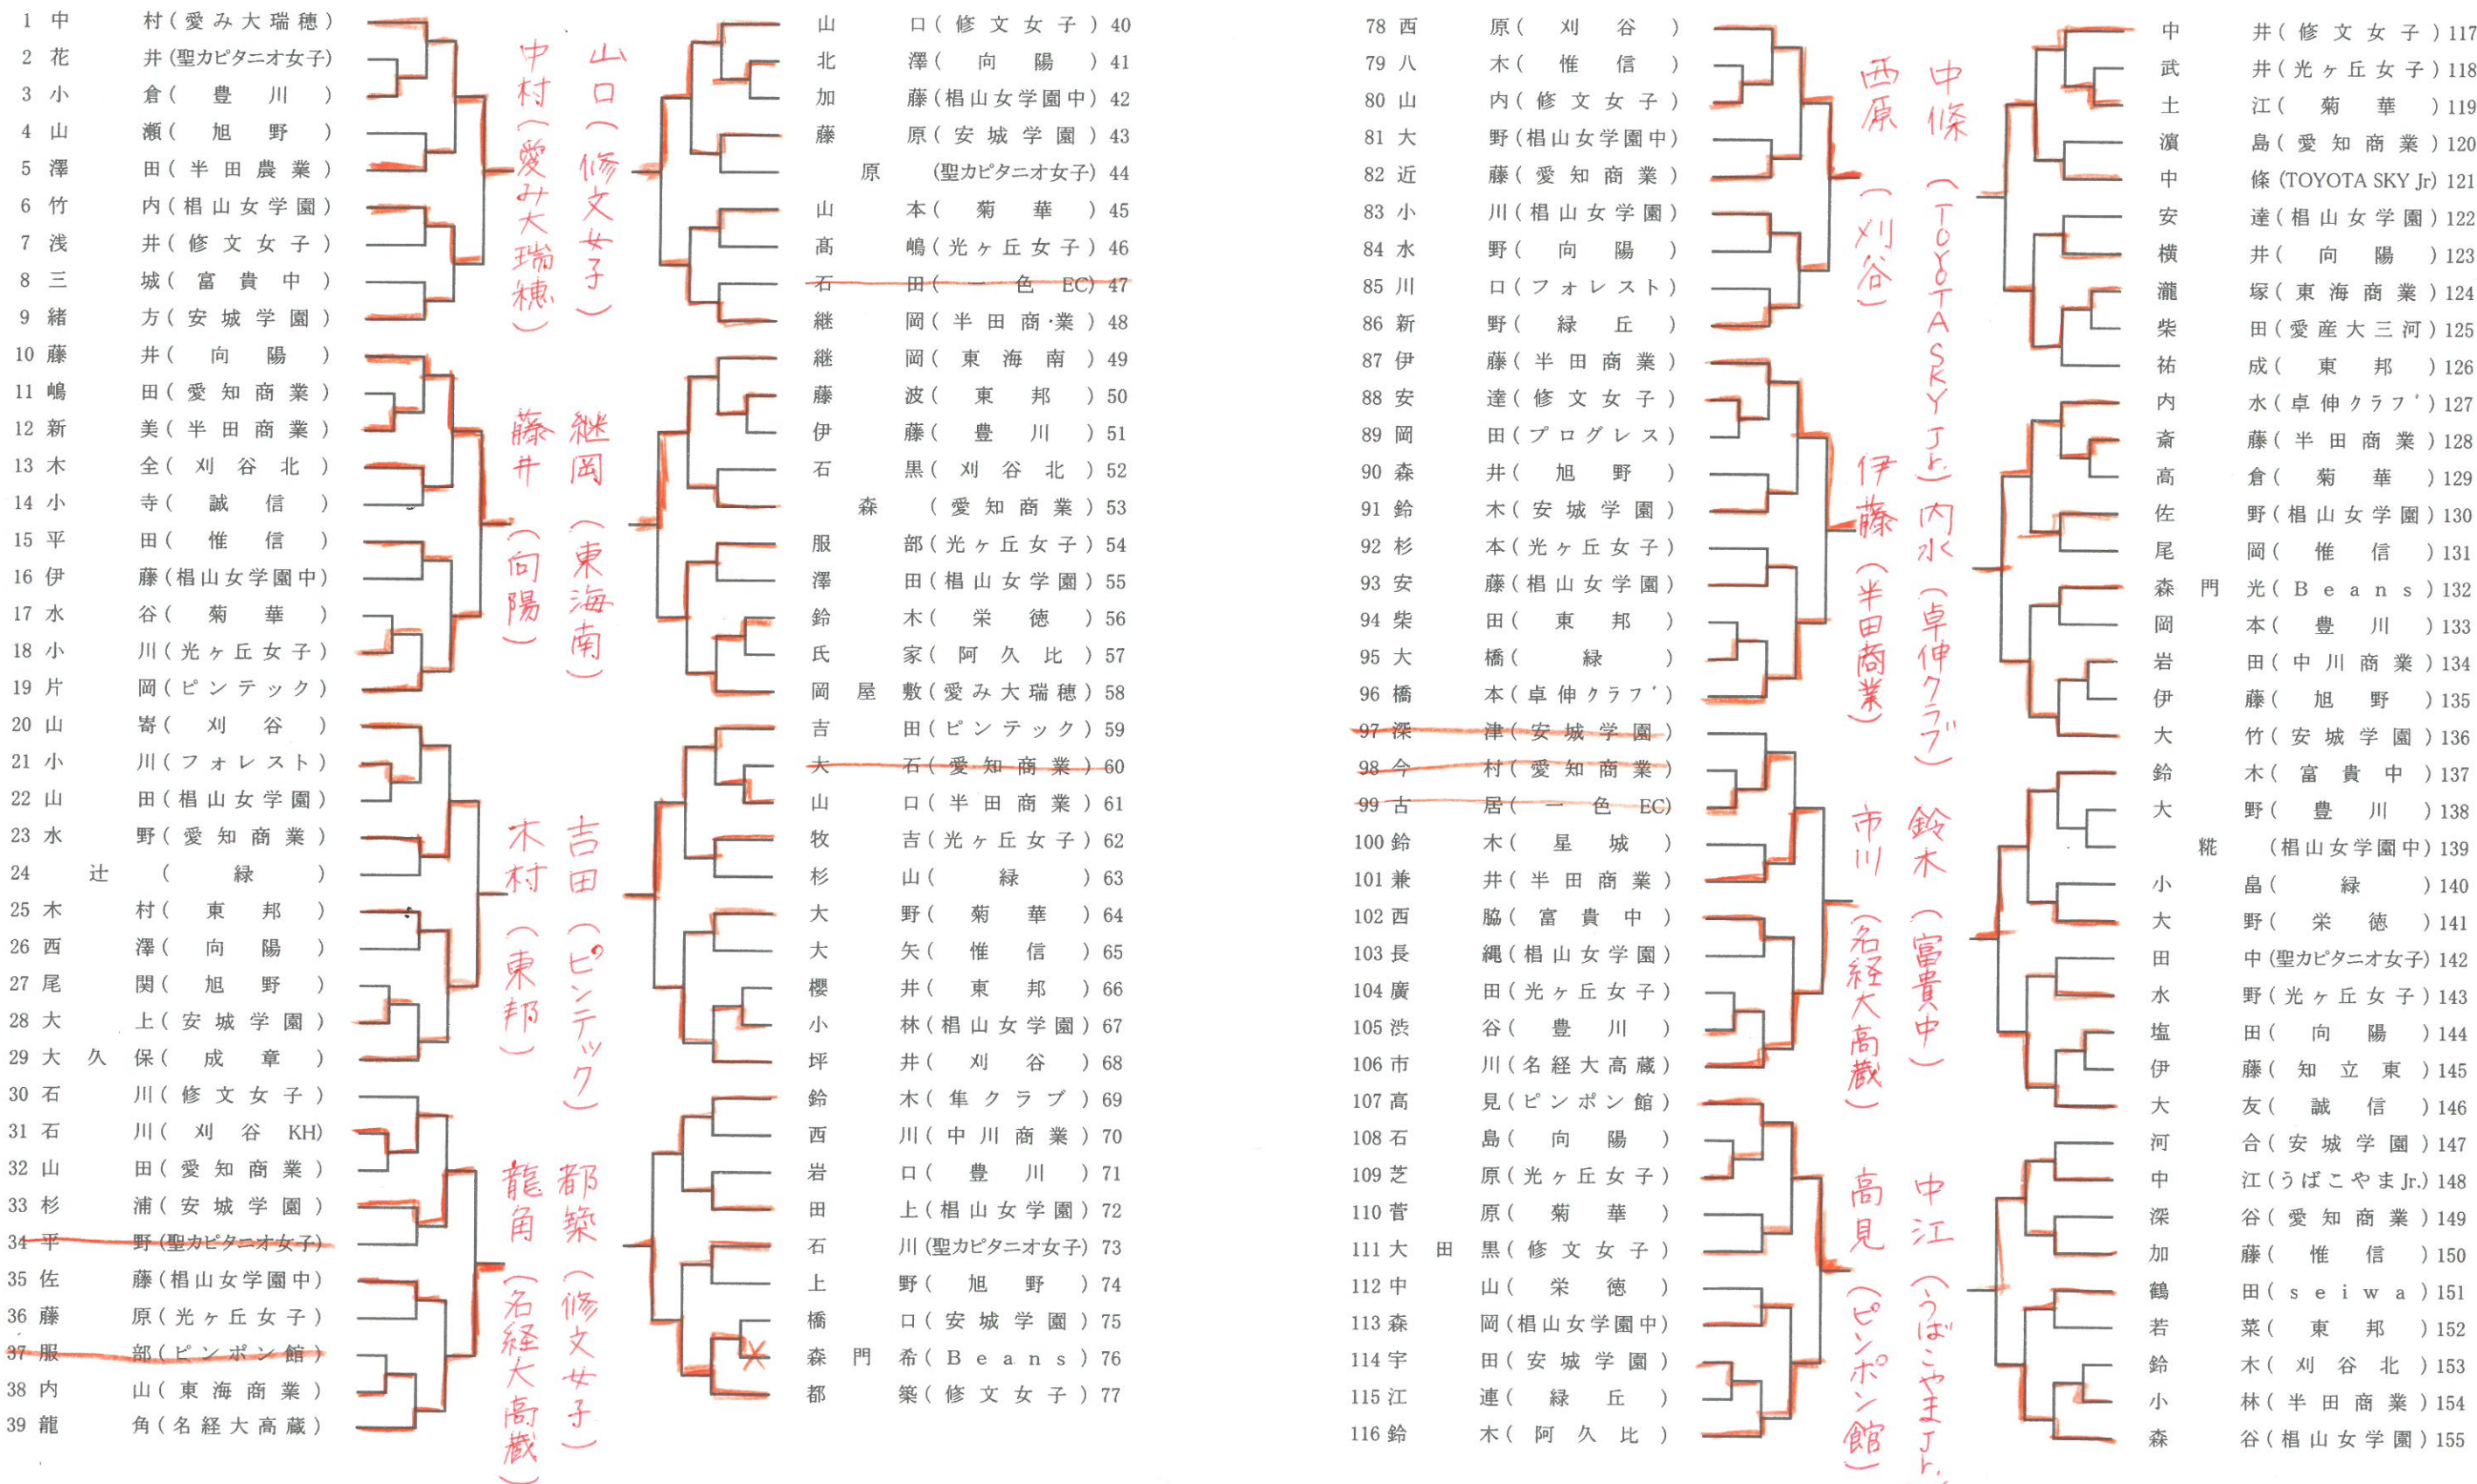 1 中村(愛み大瑞穂)
2 花井(聖カピタニオ女子)
3 小倉(豊川)
4 山瀬(旭野)
5 澤田(半田農業)
6 竹内(椙山女学園)
7 浅井(修文女子)
8 三城(富貴中)
9 緒方(安城学園)
10 藤井(向陽)
11 嶋田(愛知商業)
12 新美(半田商業)
13 木全(刈谷北)
14 小寺(誠信)
15 平田(惟信)
16 伊藤(椙山女学園中)
17 水谷(菊華)
18 小川(光ヶ丘女子)
19 片岡(ピンテック)
20 山嵜(刈谷)
21 小川(フォレスト)
22 山田(椙山女学園)
23 水野(愛知商業)
24 辻(緑)
25 木村(東邦)
26 西澤(向陽)
27 尾関(旭野)
28 大上(安城学園)
29 大久保(成章)
30 石川(修文女子)
31 石川(刈谷KH)
32 山田(愛知商業)
33 杉浦(安城学園)
34 平野(聖カピタニオ女子)
35 佐藤(椙山女学園中)
36 藤原(光ヶ丘女子)
37 服部(ピンポン館)
38 内山(東海商業)
39 龍角(名経大高蔵)
中村(愛み大瑞穂)
藤井(向陽)
木村(東邦)
龍角(名経大高蔵)
山口(修文女子)
継岡(東海南)
吉田(ピンテック)
都築(修文女子)
山口(修文女子)40
北澤(向陽)41
加藤(椙山女学園中)42
藤原(安城学園)43
原(聖カピタニオ女子)44
山本(菊華)45
髙嶋(光ヶ丘女子)46
石田(一色EC)47
継岡(半田商業)48
継岡(東海南)49
藤波(東邦)50
伊藤(豊川)51
石黒(刈谷北)52
森(愛知商業)53
服部(光ヶ丘女子)54
澤田(椙山女学園)55
鈴木(栄徳)56
氏家(阿久比)57
岡屋敷(愛み大瑞穂)58
吉田(ピンテック)59
大石(愛知商業)60
山口(半田商業)61
牧吉(光ヶ丘女子)62
杉山(緑)63
大野(菊華)64
大矢(惟信)65
櫻井(東邦)66
小林(椙山女学園)67
坪井(刈谷)68
鈴木(隼クラブ)69
西川(中川商業)70
岩口(豊川)71
田上(椙山女学園)72
石川(聖カピタニオ女子)73
上野(旭野)74
橋口(安城学園)75
森門希(Beans)76
都築(修文女子)77
78 西原(刈谷)
79 八木(惟信)
80 山内(修文女子)
81 大野(椙山女学園中)
82 近藤(愛知商業)
83 小川(椙山女学園)
84 水野(向陽)
85 川口(フォレスト)
86 新野(緑丘)
87 伊藤(半田商業)
88 安達(修文女子)
89 岡田(プログレス)
90 森井(旭野)
91 鈴木(安城学園)
92 杉本(光ヶ丘女子)
93 安藤(椙山女学園)
94 柴田(東邦)
95 大橋(緑)
96 橋本(卓伸クラブ)
97 深津(安城学園)
98 今村(愛知商業)
99 古居(一色EC)
100 鈴木(星城)
101 兼井(半田商業)
102 西脇(富貴中)
103 長縄(椙山女学園)
104 廣田(光ヶ丘女子)
105 渋谷(豊川)
106 市川(名経大高蔵)
107 高見(ピンポン館)
108 石島(向陽)
109 芝原(光ヶ丘女子)
110 菅原(菊華)
111 大田黒(修文女子)
112 中山(栄徳)
113 森岡(椙山女学園中)
114 宇田(安城学園)
115 江連(緑丘)
116 鈴木(阿久比)
西原(刈谷)
伊藤(半田商業)
市川(名経大高蔵)
高見(ピンポン館)
中條(TOYOTA SKY Jr.)
内水(卓伸クラブ)
鈴木(富貴中)
中江(うばこやまJr.
中井(修文女子)117
武井(光ヶ丘女子)118
土江(菊華)119
濵島(愛知商業)120
中條(TOYOTA SKY Jr)121
安達(椙山女学園)122
横井(向陽)123
瀧塚(東海商業)124
柴田(愛産大三河)125
祐成(東邦)126
内水(卓伸クラブ)127
斎藤(半田商業)128
高倉(菊華)129
佐野(椙山女学園)130
尾岡(惟信)131
森門光(Beans)132
岡本(豊川)133
岩田(中川商業)134
伊藤(旭野)135
大竹(安城学園)136
鈴木(富貴中)137
大野(豊川)138
糀(椙山女学園中)139
小畠(緑)140
大野(栄徳)141
田中(聖カピタニオ女子)142
水野(光ヶ丘女子)143
塩田(向陽)144
伊藤(知立東)145
大友(誠信)146
河合(安城学園)147
中江(うばこやまJr.)148
深谷(愛知商業)149
加藤(惟信)150
鶴田(seiwa)151
若菜(東邦)152
鈴木(刈谷北)153
小林(半田商業)154
森谷(椙山女学園)155